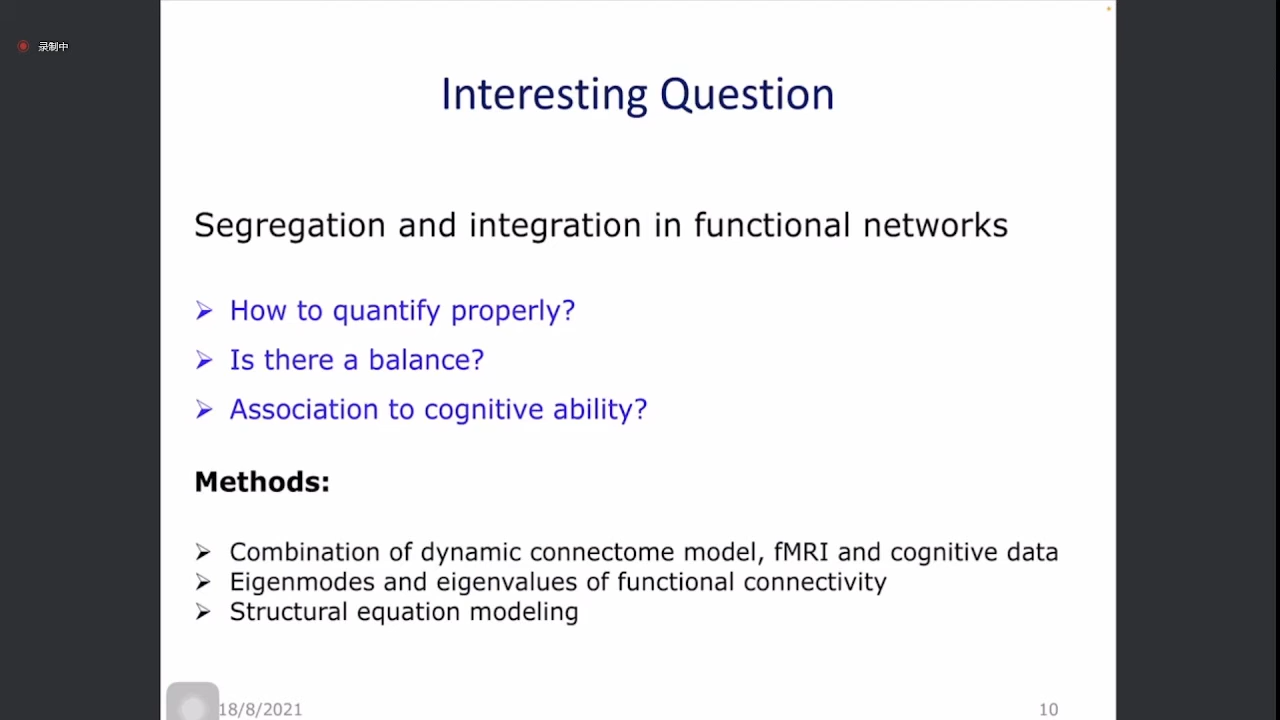 录制中
Interesting Question
Segregation and integration in functional networks
How to quantify properly?
Is there a balance?
Association to cognitive ability?
Methods:
Combination of dynamic connectome model, fMRI and cognitive data
Eigenmodes and eigenvalues of functional connectivity
Structural equation modeling
18/8/2021
10